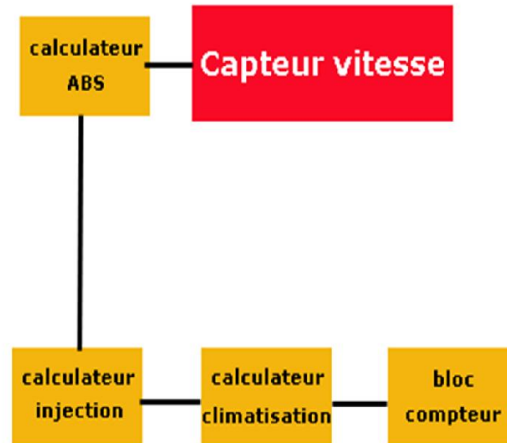 calculateur
ABS
Capteur vitesse
calculateur
injection
calculateur
climatisation
bloc
compteur